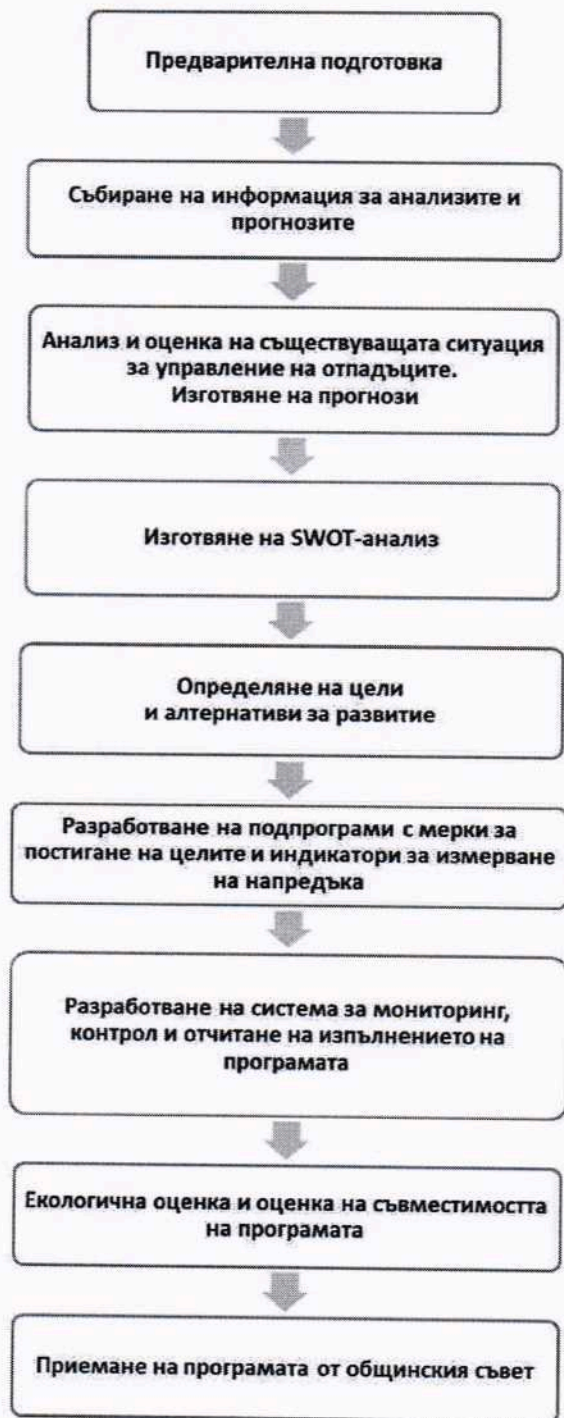 Предварителна подготовка
Събиране на информация за анализите и
прогнозите
Анализ и оценка на съществуващата ситуация
за управление на отпадъците.
Изготвяне на прогнози
Изготвяне на SWOT-анализ
Определяне на цели
и алтернативи за развитие
Разработване на подпрограми с мерки за
постигане на целите и индикатори за измерване
на напредъка
Разработване на система за мониторинг,
контрол и отчитане на изпълнението на
програмата
Екологична оценка и оценка на съвместимостта
на програмата
Приемане на програмата от общинския съвет